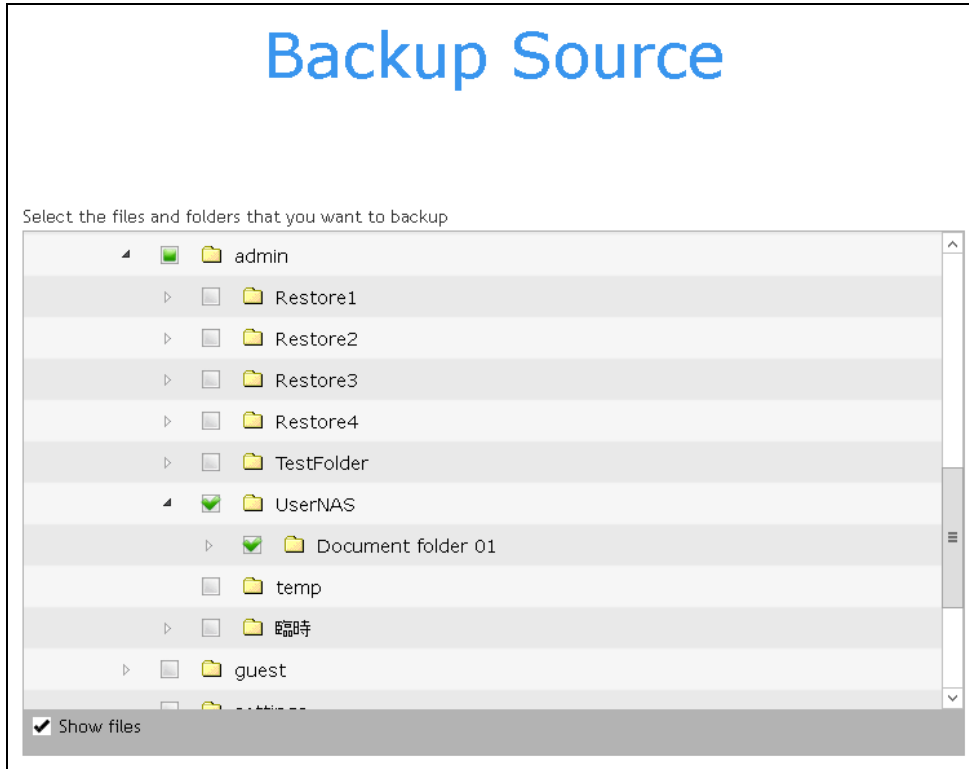 Backup Source
Select the files and folders that you want to backup
admin
Restore1
Restore2
Restore3
Restore4
TestFolder
UserNAS
Document folder 01
temp
臨時
guest
Show files